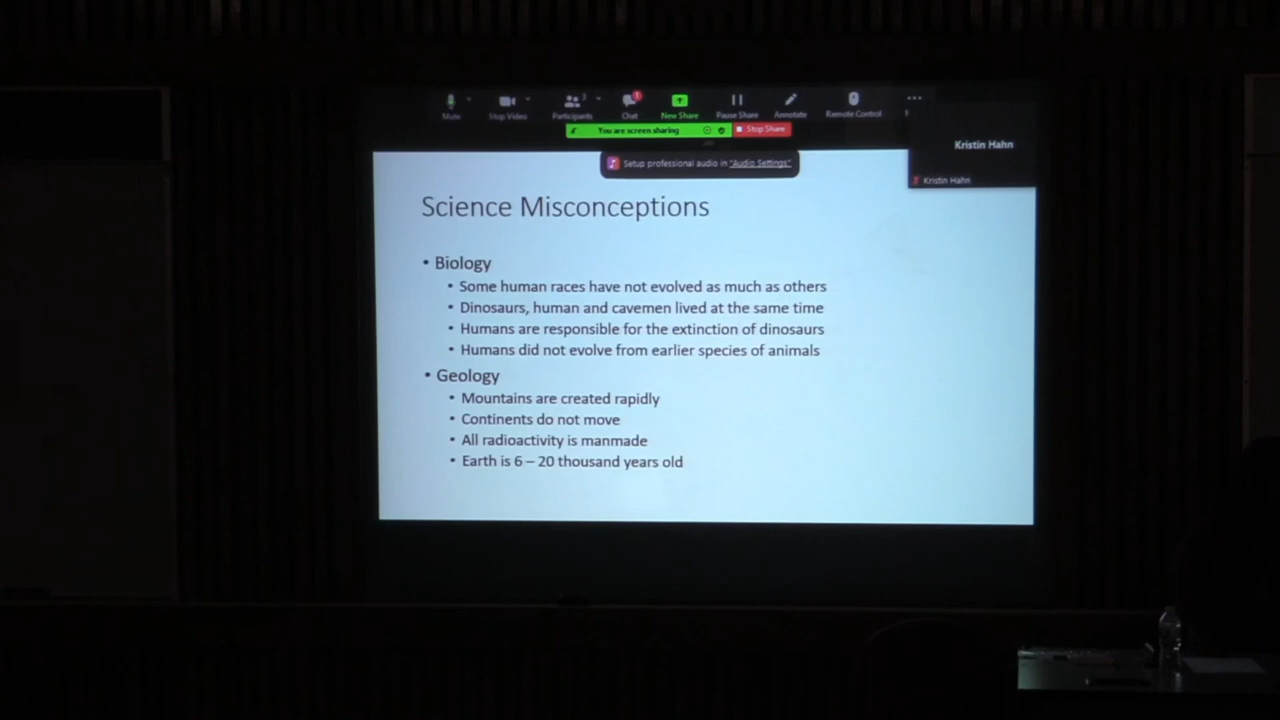 Mute
Stop Video
Participants
3
Chat
1
New Share
Pause Share
Annotate
Remote Control
You are screen sharing
Stop Share
Setup professional audio in "Audio Settings"
Kristin Hahn
Kristin Hahn
Science Misconceptions
• Biology
• Some human races have not evolved as much as others
• Dinosaurs, human and cavemen lived at the same time
• Humans are responsible for the extinction of dinosaurs
• Humans did not evolve from earlier species of animals
• Geology
• Mountains are created rapidly
• Continents do not move
• All radioactivity is manmade
• Earth is 6 – 20 thousand years old